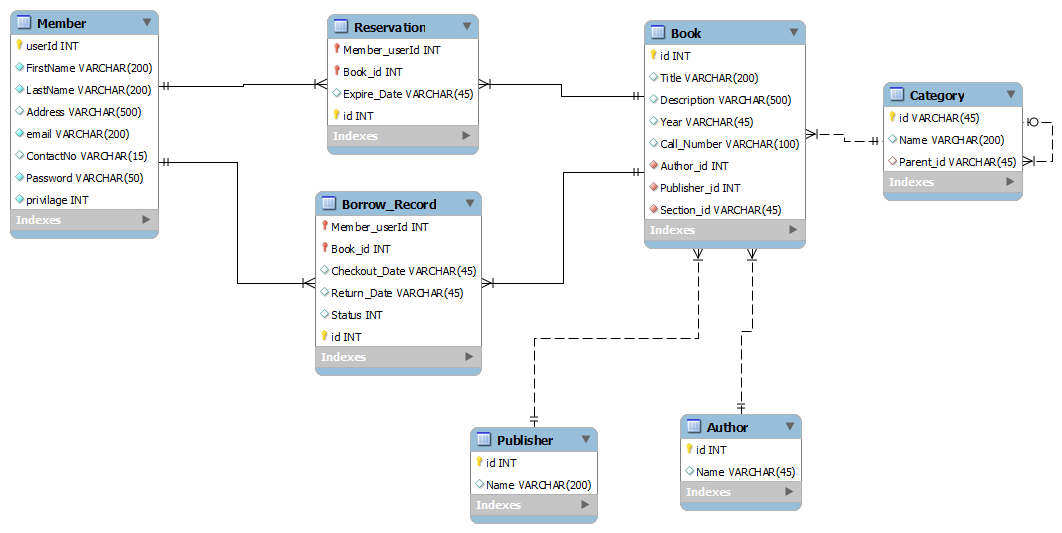 Member
userId INT
FirstName VARCHAR(200)
LastName VARCHAR(200)
Address VARCHAR(500)
email VARCHAR(200)
ContactNo VARCHAR(15)
Password VARCHAR(50)
privilage INT
Indexes
Reservation
Member_userId INT
Book_id INT
Expire_Date VARCHAR(45)
id INT
Indexes
Borrow_Record
Member_userId INT
Book_id INT
Checkout_Date VARCHAR(45)
Return_Date VARCHAR(45)
Status INT
id INT
Indexes
Book
id INT
Title VARCHAR(200)
Description VARCHAR(500)
Year VARCHAR(45)
Call_Number VARCHAR(100)
Author_id INT
Publisher_id INT
Section_id VARCHAR(45)
Indexes
Category
id VARCHAR(45)
Name VARCHAR(200)
Parent_id VARCHAR(45)
Indexes
Publisher
id INT
Name VARCHAR(200)
Indexes
Author
id INT
Name VARCHAR(45)
Indexes